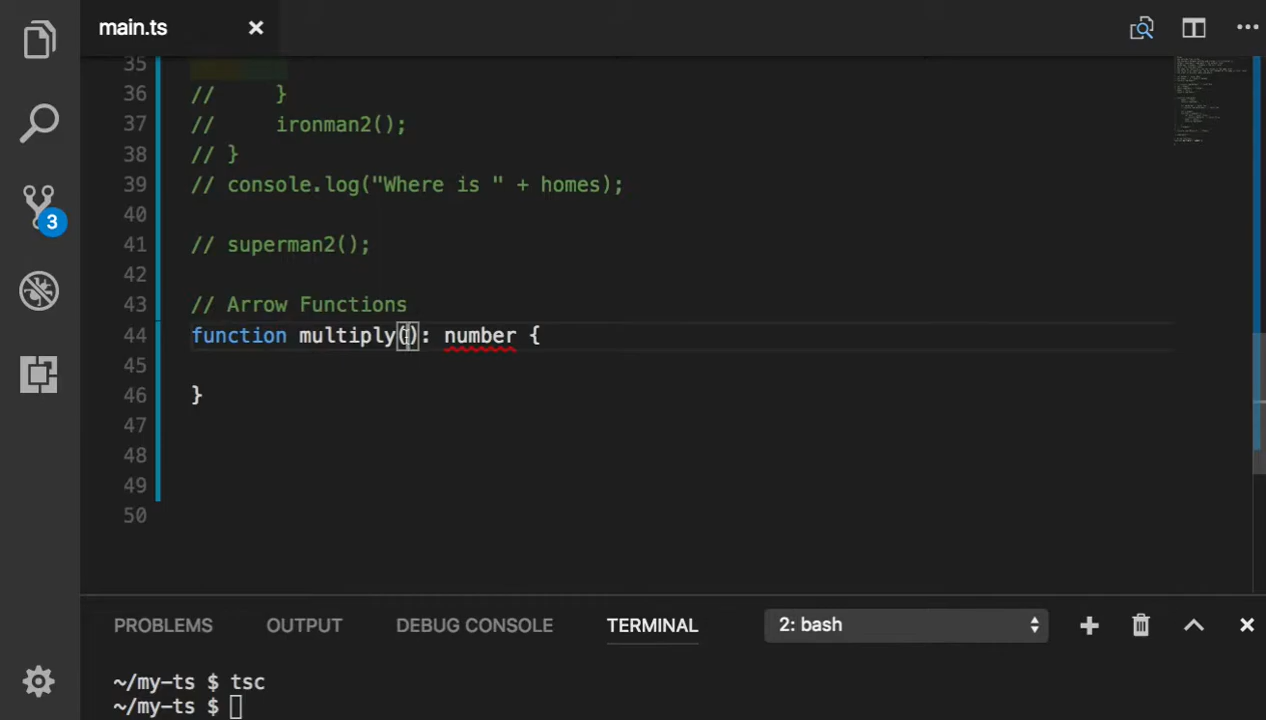 main.ts
35
36 // }
37 // ironman2();
38 // }
39 // console.log("Where is " + homes);
40
41 // superman2();
42
43 // Arrow Functions
44 function multiply(): number {
45
46 }
47
48
49
50
3
PROBLEMS OUTPUT DEBUG CONSOLE TERMINAL 2: bash
~/my-ts $ tsc
~/my-ts $